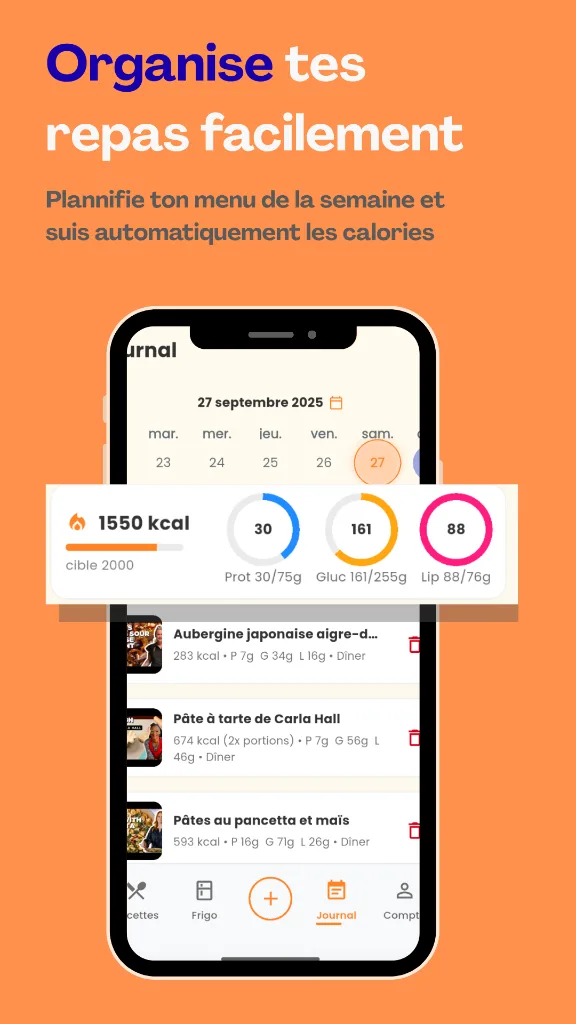 Organise tes
repas facilement
Plannifie ton menu de la semaine et
suis automatiquement les calories
urnal
27 septembre 2025
mar. mer. jeu. ven. sam.
23 24 25 26 27
1550 kcal
cible 2000
30 161 88
Prot 30/75g Gluc 161/255g Lip 88/76g
Aubergine japonaise aigre-d...
283 kcal • P 7g G 34g L 16g • Dîner
Pâte à tarte de Carla Hall
674 kcal (2x portions) • P 7g G 56g L
46g • Dîner
Pâtes au pancetta et maïs
593 kcal • P 16g G 71g L 26g • Dîner
cettes Frigo Journal Compt